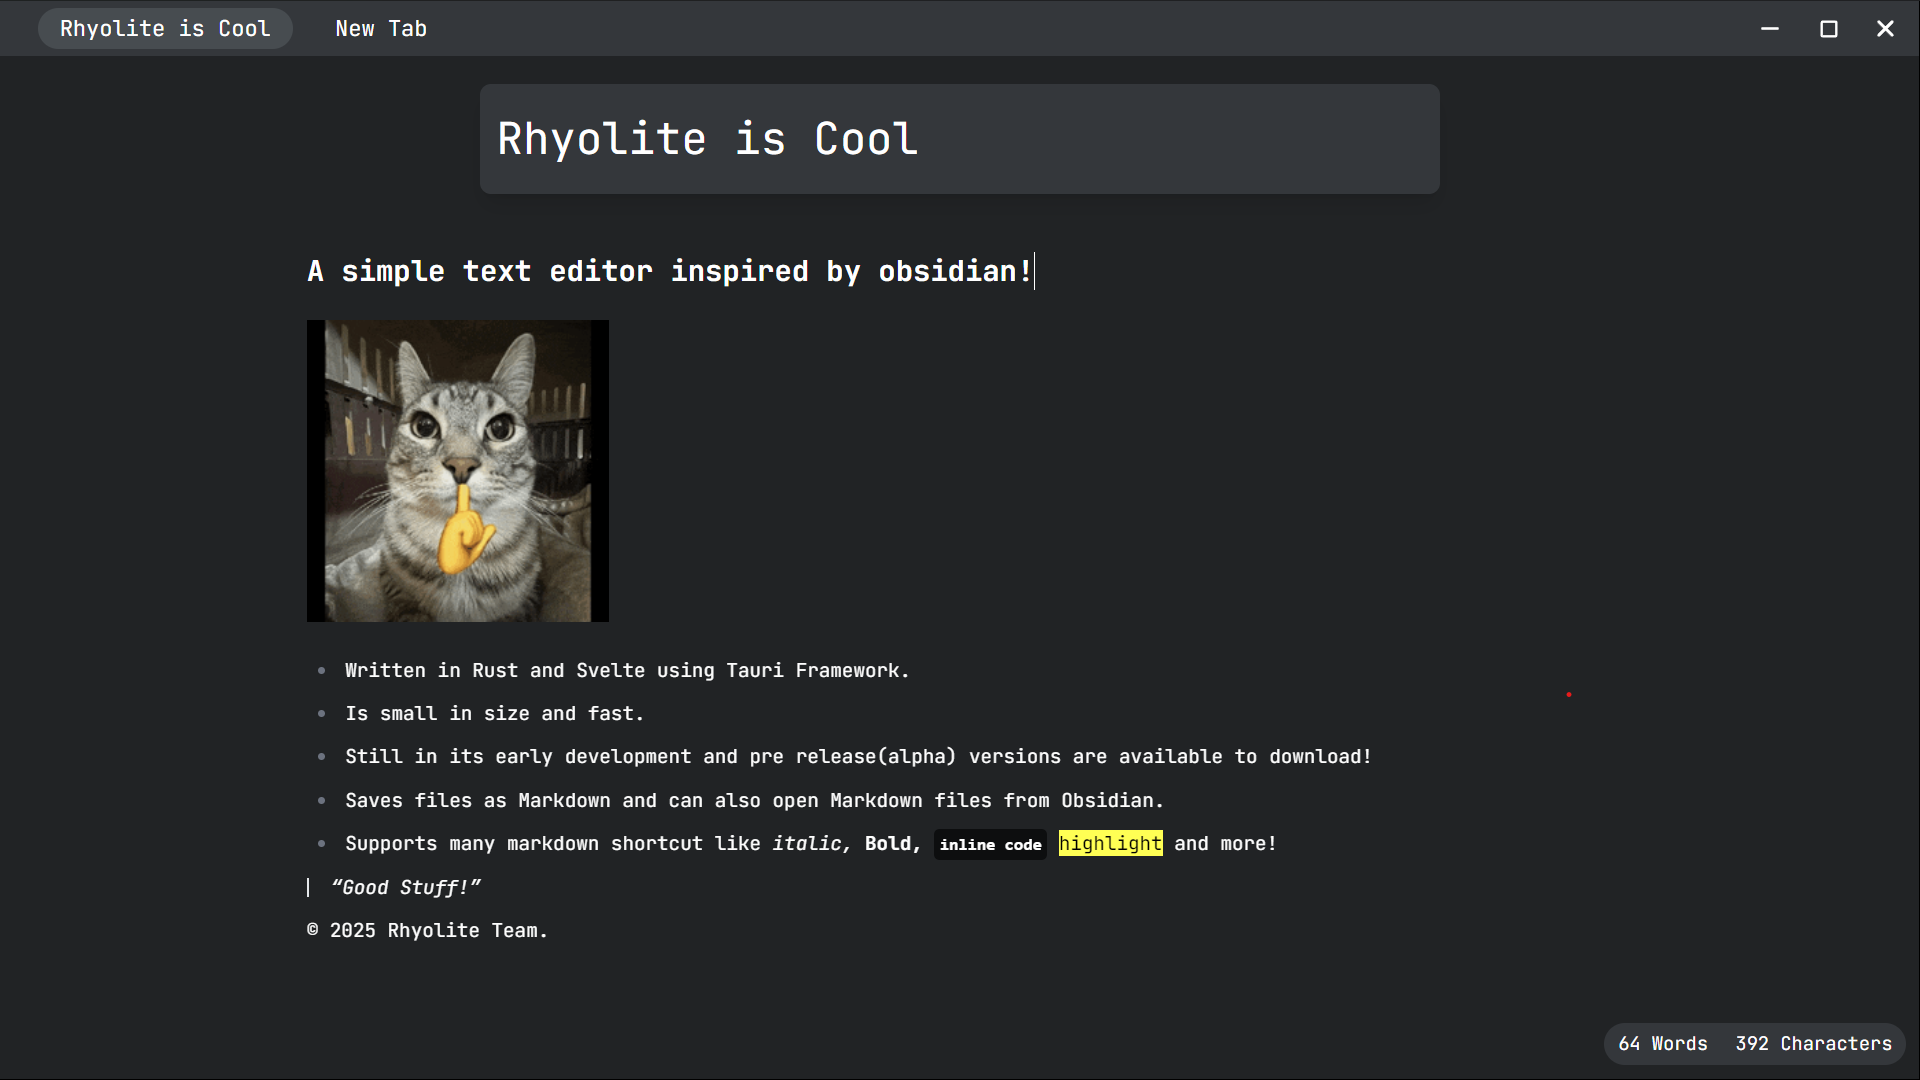 Rhyolite is Cool New Tab
Rhyolite is Cool
A simple text editor inspired by obsidian!
Written in Rust and Svelte using Tauri Framework.
Is small in size and fast.
Still in its early development and pre release(alpha) versions are available to download!
Saves files as Markdown and can also open Markdown files from Obsidian.
Supports many markdown shortcut like italic, Bold, inline code highlight and more!
“Good Stuff!”
© 2025 Rhyolite Team.
64 Words 392 Characters